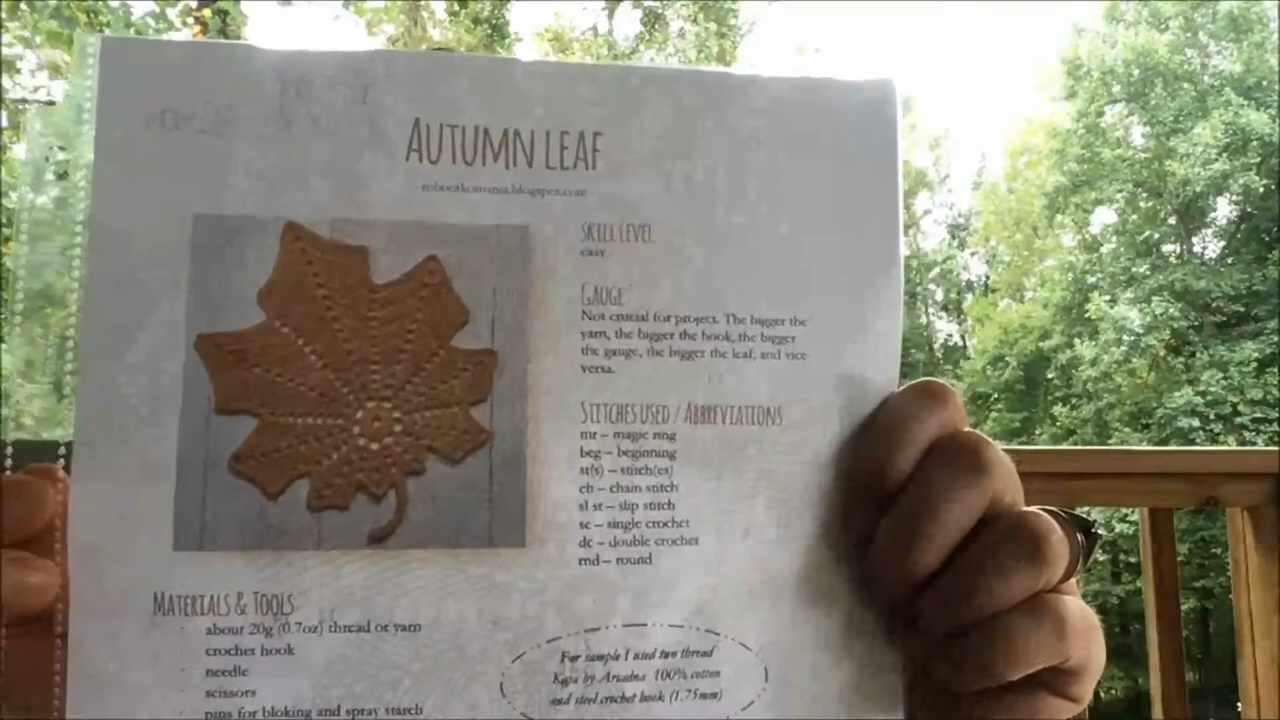 AUTUMN LEAF
SKILL LEVEL
easy
GAUGE
Not crucial for project. The bigger the
yarn, the bigger the hook, the bigger
the gauge, the bigger the leaf; and vice-
versa.
STITCHES USED / ABBREVIATIONS
mr – magic ring
beg – beginning
st(s) – stitch(es)
ch – chain stitch
sl st – slip stitch
sc – single crochet
dc – double crochet
rnd – round
MATERIALS & TOOLS
about 20g (0.7oz) thread or yarn
crochet hook
needle
scissors
pins for bloking and spray starch
For sample I used two thread
by Ariadna 100% cotton
and steel crochet hook (1.75mm)